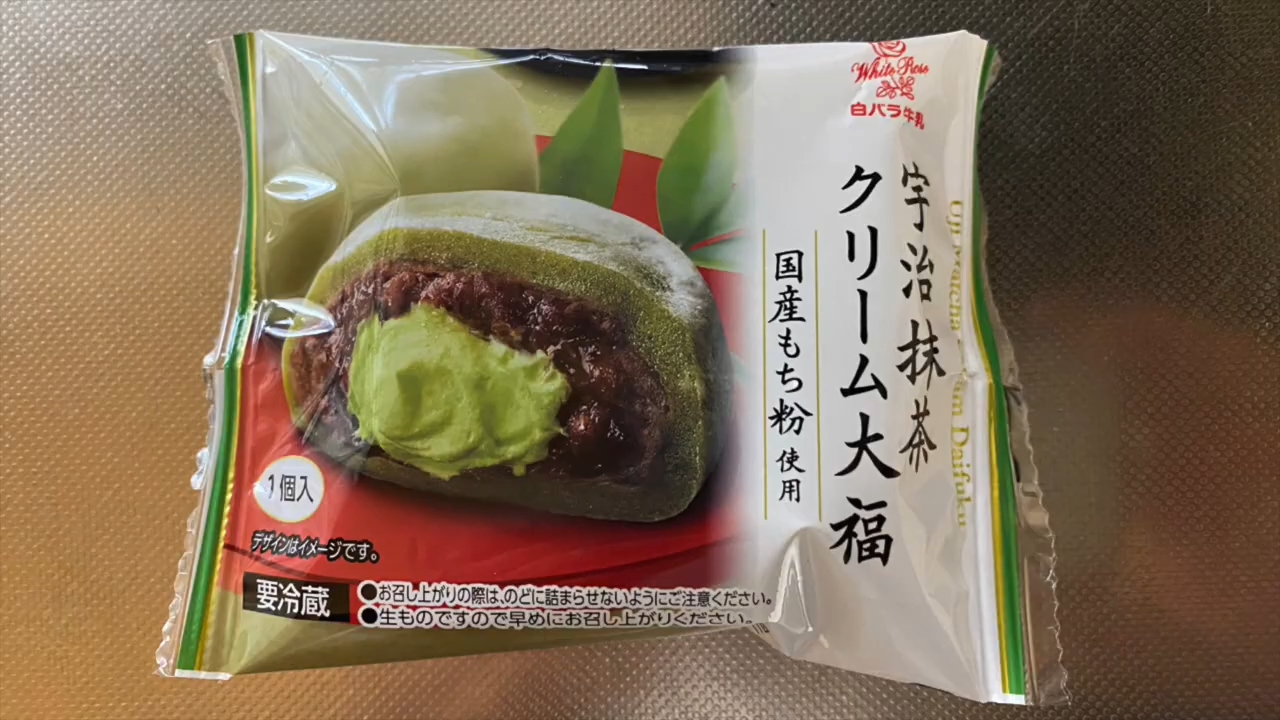 White Rose
白バラ牛乳
Uji Matcha Cream Daifuku
宇治抹茶
クリーム大福
国産もち粉使用
1個入
デザインはイメージです。
要冷蔵
●お召し上がりの際は、のどに詰まらせないようにご注意ください。
●生ものですので早めにお召し上がりください。